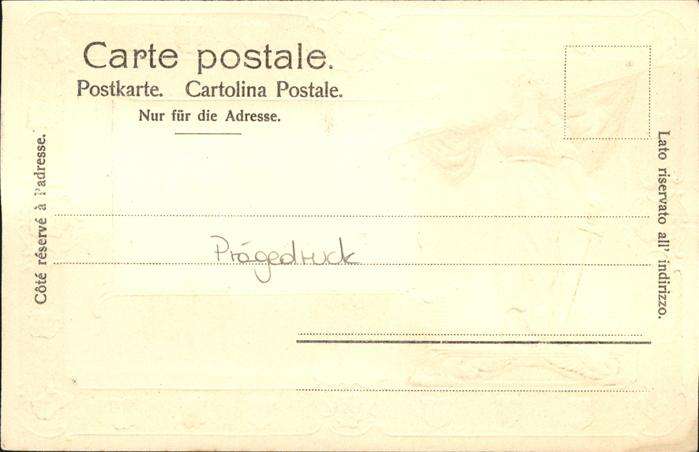 Carte postale.
Postkarte. Cartolina Postale.
Nur für die Adresse.
Côté réservé à l'adresse.
Lato riservato all' indirizzo.
Prägedruck